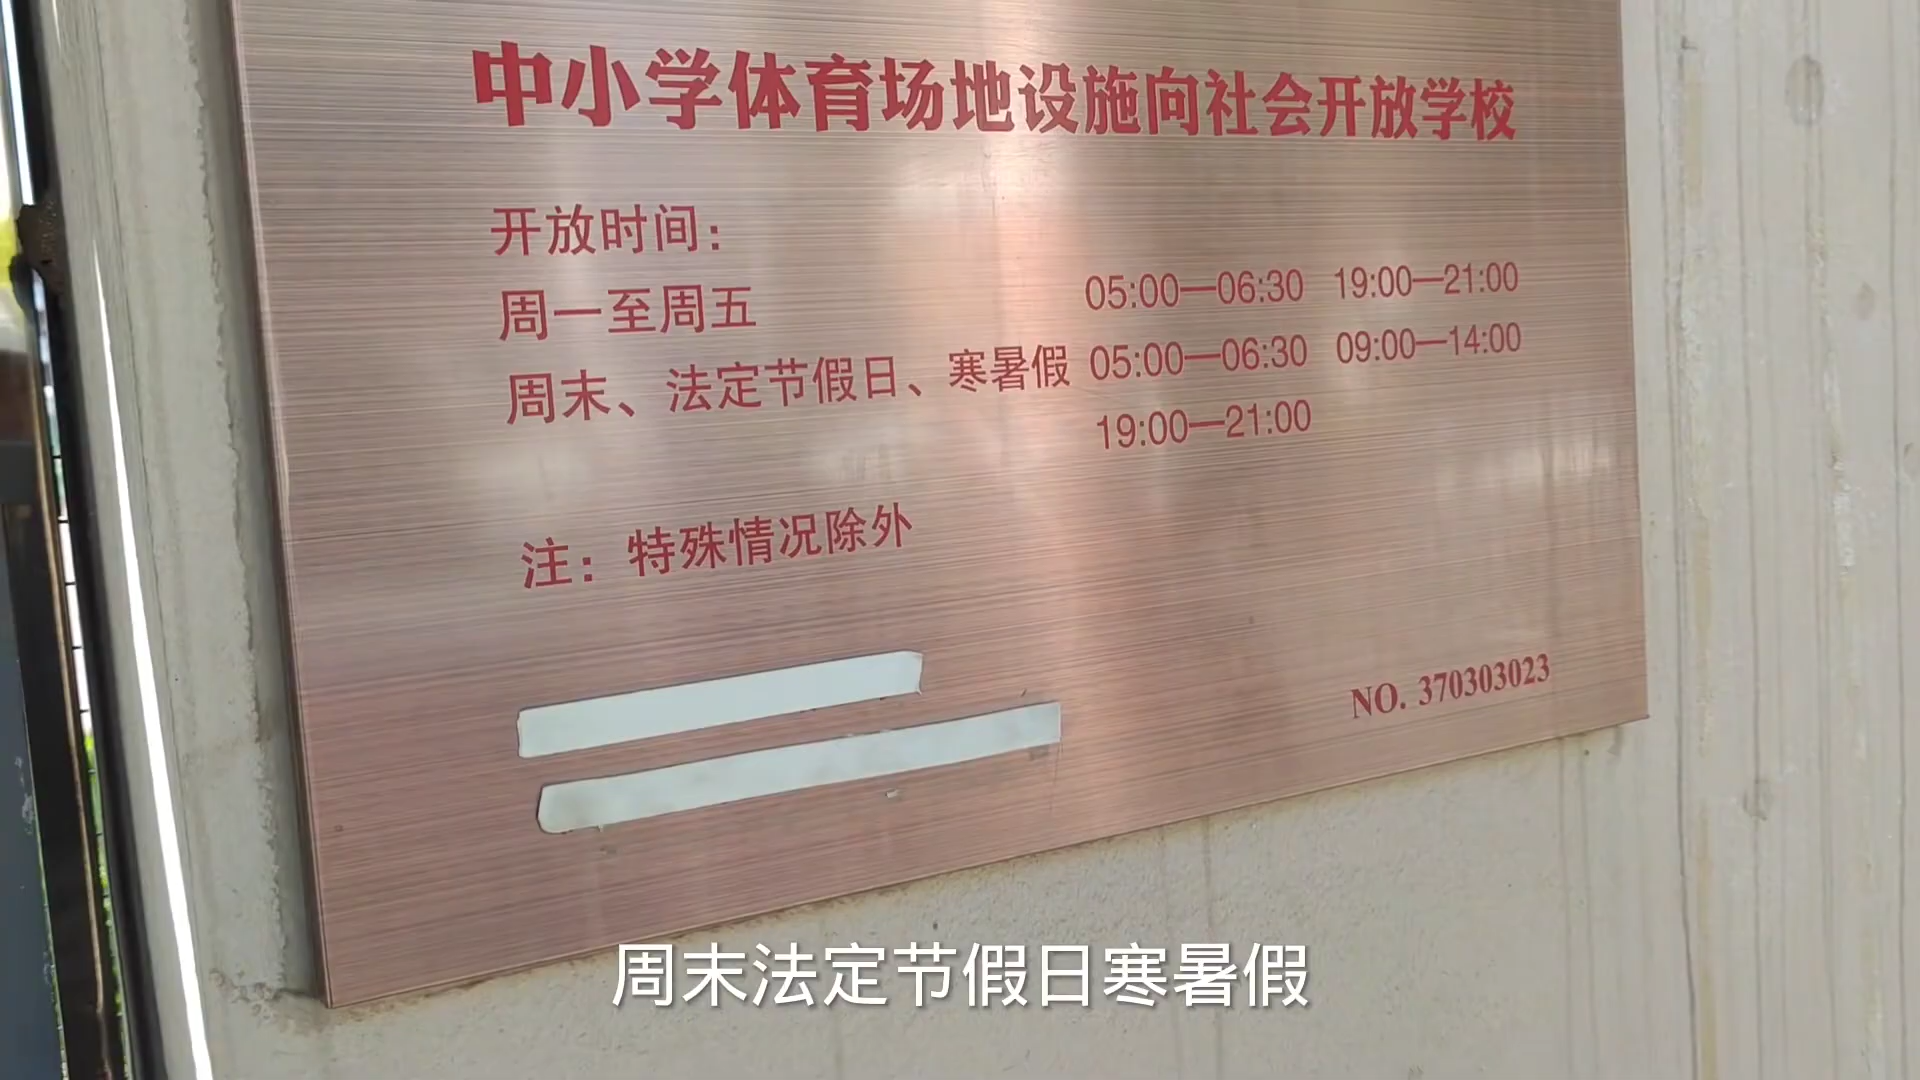 中小学体育场地设施向社会开放学校
开放时间:
周一至周五 05:00—06:30 19:00—21:00
周末、法定节假日、寒暑假 05:00—06:30 09:00—14:00
19:00—21:00
注:特殊情况除外
NO. 370303023
周末法定节假日寒暑假